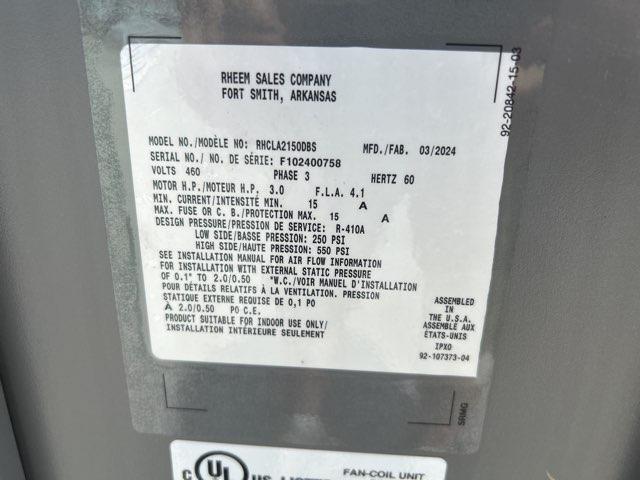 RHEEM SALES COMPANY
FORT SMITH, ARKANSAS
MODEL NO./MODÈLE NO: RHCLA2150DBS MFD./FAB. 03/2024
SERIAL NO./ NO. DE SÉRIE: F102400758
VOLTS 460 PHASE 3 HERTZ 60
MOTOR H.P./MOTEUR H.P. 3.0 F.L.A. 4.1
MIN. CURRENT/INTENSITÉ MIN. 15 A
MAX. FUSE OR C. B./PROTECTION MAX. 15 A
DESIGN PRESSURE/PRESSION DE SERVICE: R-410A
LOW SIDE/BASSE PRESSION: 250 PSI
HIGH SIDE/HAUTE PRESSION: 550 PSI
SEE INSTALLATION MANUAL FOR AIR FLOW INFORMATION
FOR INSTALLATION WITH EXTERNAL STATIC PRESSURE
OF 0.1" TO 2.0/0.50 "W.C./VOIR MANUEL D'INSTALLATION
POUR DÉTAILS RELATIFS À LA VENTILATION. PRESSION
STATIQUE EXTERNE REQUISE DE 0,1 PO
À 2.0/0.50 PO C.E.
PRODUCT SUITABLE FOR INDOOR USE ONLY/
INSTALLATION INTÉRIEURE SEULEMENT
ASSEMBLED
IN
THE U.S.A.
ASSEMBLÉ AUX
ÉTATS-UNIS
IPXO
92-107373-04
92-20842-15-03
SRMG
C UL US
FAN-COIL UNIT